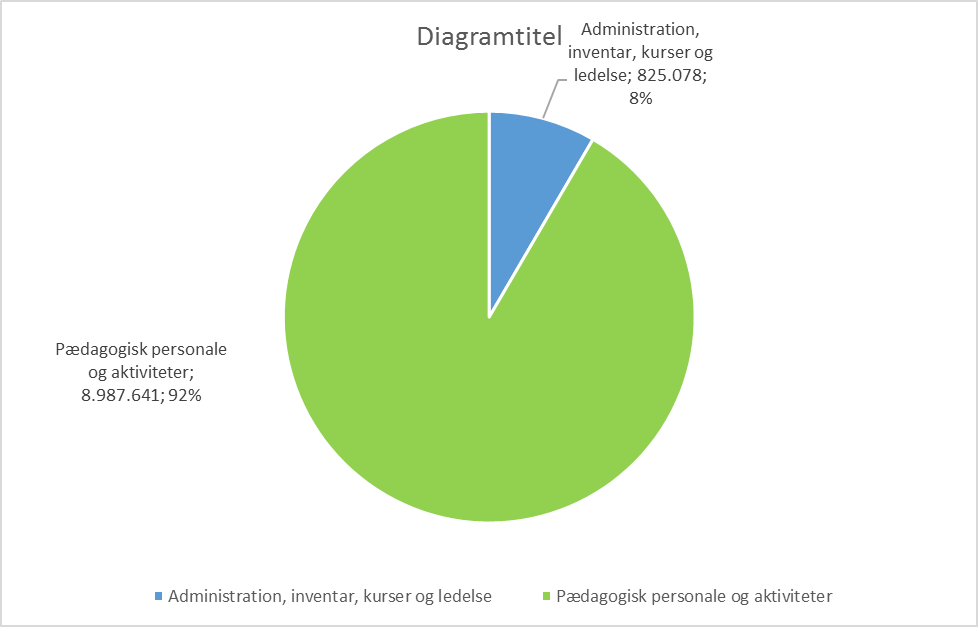 Diagramtitel
Administration,
inventar, kurser og
ledelse; 825.078;
8%
Pædagogisk personale
og aktiviteter;
8.987.641; 92%
Administration, inventar, kurser og ledelse
Pædagogisk personale og aktiviteter